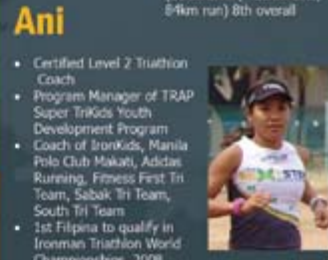 84km run) 8th overall
Ani
• Certified Level 2 Triathlon
Coach
• Program Manager of TRAP
Super TriKids Youth
Development Program
• Coach of IronKids, Manila
Polo Club Makati, Adidas
Running, Fitness First Tri
Team, Sabak Tri Team,
South Tri Team
• 1st Filipina to qualify in
Ironman Triathlon World
Championships, 2008